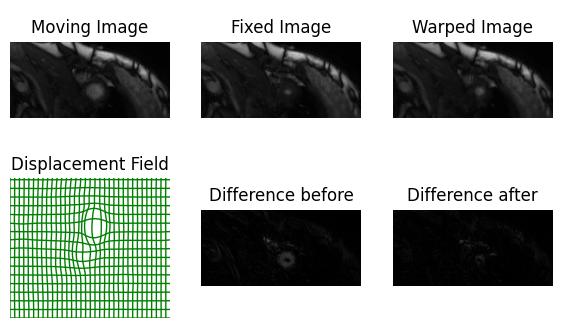 Moving Image
Fixed Image
Warped Image
Displacement Field
Difference before
Difference after